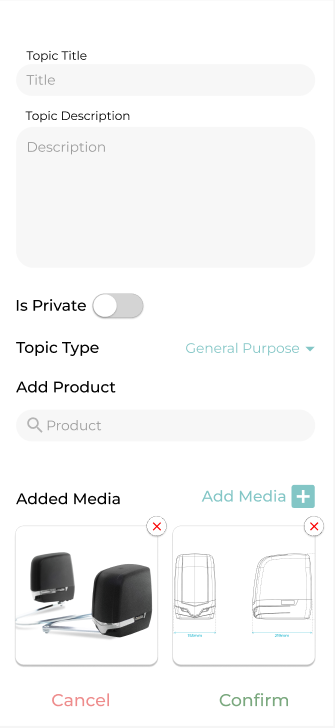 Topic Title
Title
Topic Description
Description
Is Private
Topic Type General Purpose
Add Product
Product
Added Media Add Media
Cancel Confirm